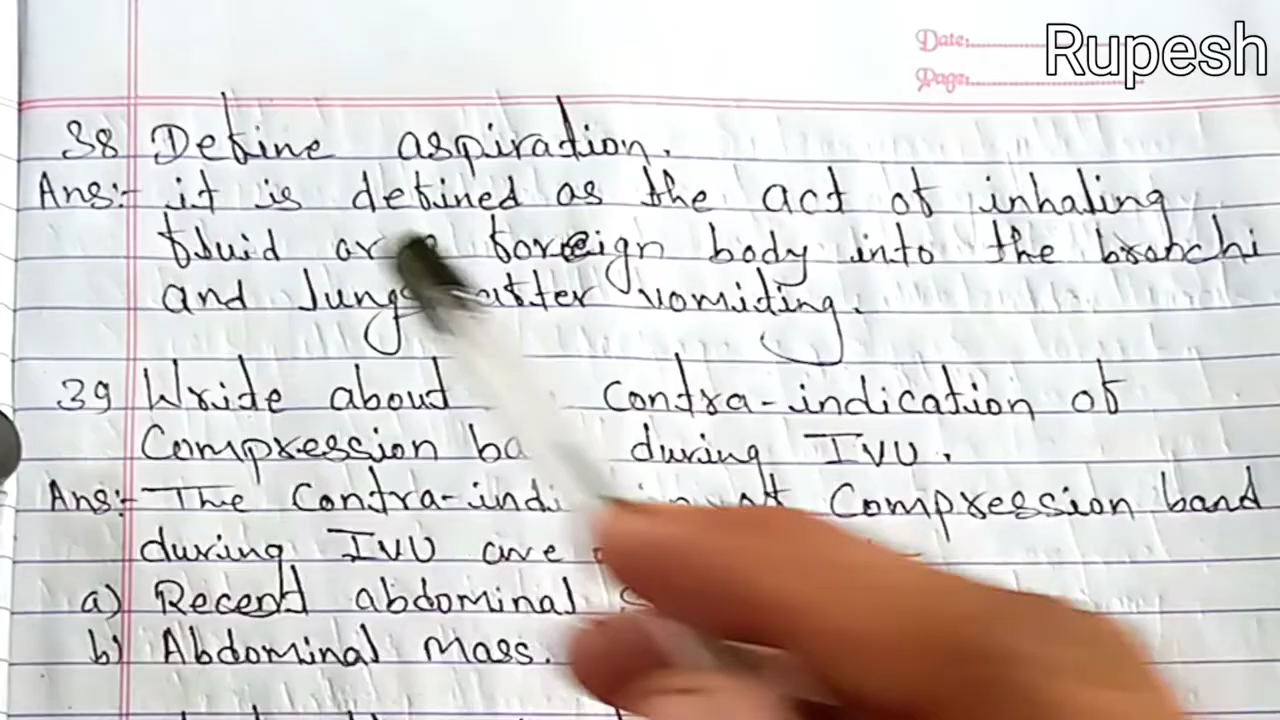 Date:
Rupesh
Page:
38 Define aspiration.
Ans:- it is defined as the act of inhaling
fluid or foreign body into the bronchi
and lungs after vomiting.
39 Write about contra-indication of
Compression during IVU.
Ans:- The Contra-indi of Compression band
during IVU are
a) Recent abdominal
b) Abdominal mass.